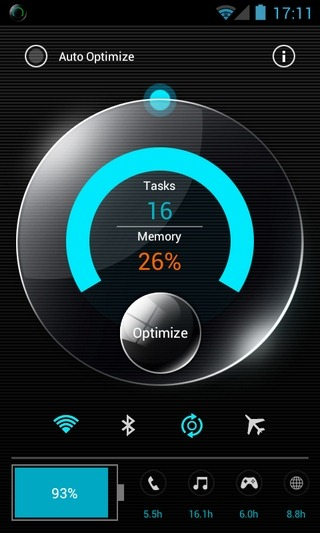 17:11
Auto Optimize
Tasks
16
Memory
26%
Optimize
93%
5.5h 16.1h 6.0h 8.8h